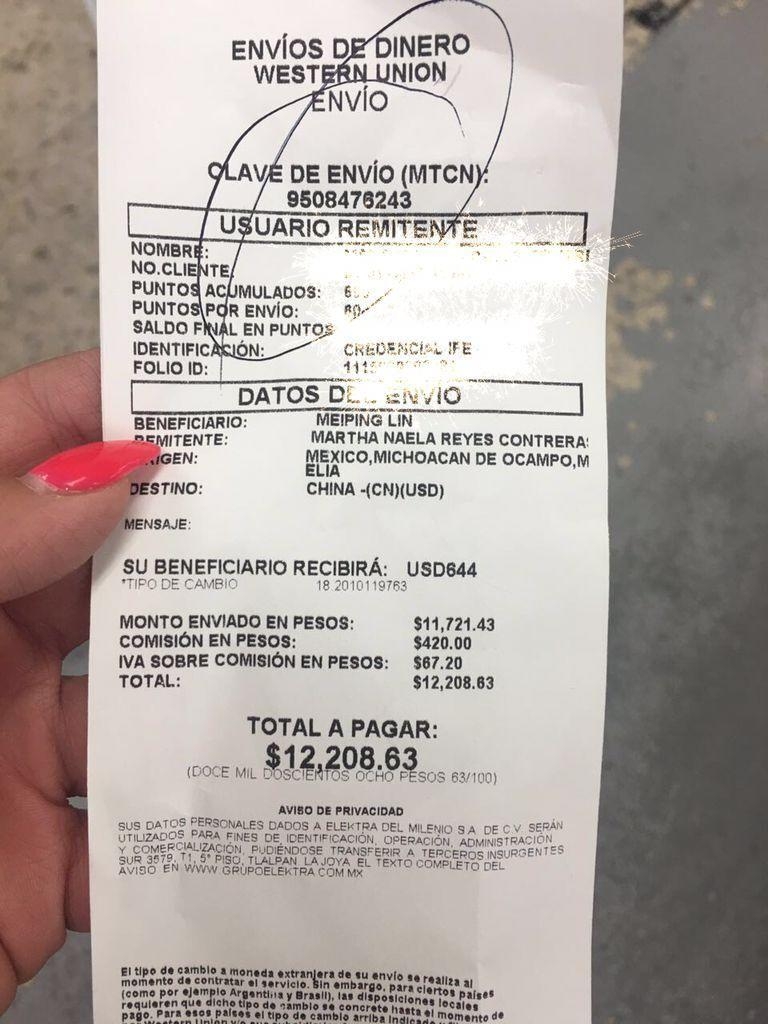 ENVÍOS DE DINERO
WESTERN UNION
ENVÍO
CLAVE DE ENVÍO (MTCN):
9508476243
USUARIO REMITENTE
NOMBRE:
NO.CLIENTE:
PUNTOS ACUMULADOS:
PUNTOS POR ENVÍO:
SALDO FINAL EN PUNTOS
IDENTIFICACIÓN: CREDENCIAL IFE
FOLIO ID:
DATOS DEL ENVÍO
BENEFICIARIO: MEIPING LIN
REMITENTE: MARTHA NAELA REYES CONTRERA
ORIGEN: MEXICO,MICHOACAN DE OCAMPO,M
ELIA
DESTINO: CHINA -(CN)(USD)
MENSAJE:
SU BENEFICIARIO RECIBIRÁ: USD644
*TIPO DE CAMBIO 18.2010119763
MONTO ENVIADO EN PESOS: $11,721.43
COMISIÓN EN PESOS: $420.00
IVA SOBRE COMISIÓN EN PESOS: $67.20
TOTAL: $12,208.63
TOTAL A PAGAR:
$12,208.63
(DOCE MIL DOSCIENTOS OCHO PESOS 63/100)
AVISO DE PRIVACIDAD
SUS DATOS PERSONALES DADOS A ELEKTRA DEL MILENIO S.A. DE C.V. SERÁN
UTILIZADOS PARA FINES DE IDENTIFICACIÓN, OPERACIÓN, ADMINISTRACIÓN
Y COMERCIALIZACIÓN, PUDIÉNDOSE TRANSFERIR A TERCEROS INSURGENTES
SUR 3579, T1, 5° PISO, TLALPAN LA JOYA. EL TEXTO COMPLETO DEL
AVISO EN WWW.GRUPOELEKTRA.COM.MX
El tipo de cambio a moneda extranjera de su envío se realiza al
momento de contratar el servicio. Sin embargo, para ciertos países
(como por ejemplo Argentina y Brasil), las disposiciones locales
requieren que dicho tipo de cambio se concrete hasta el momento de
pago. Para esos países el tipo de cambio arriba indicado
Western Union